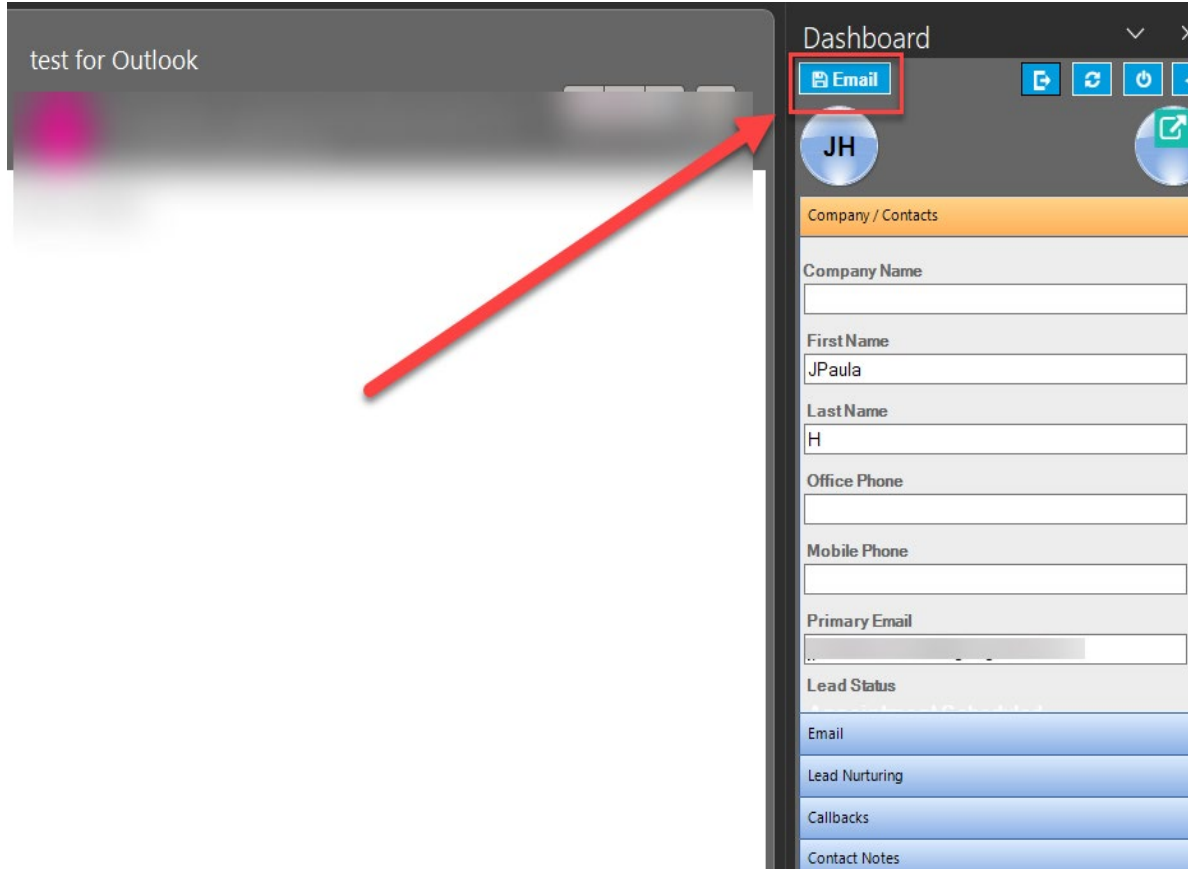 test for Outlook
Dashboard
Email
JH
Company / Contacts
Company Name
First Name
JPaula
Last Name
H
Office Phone
Mobile Phone
Primary Email
Lead Status
Email
Lead Nurturing
Callbacks
Contact Notes